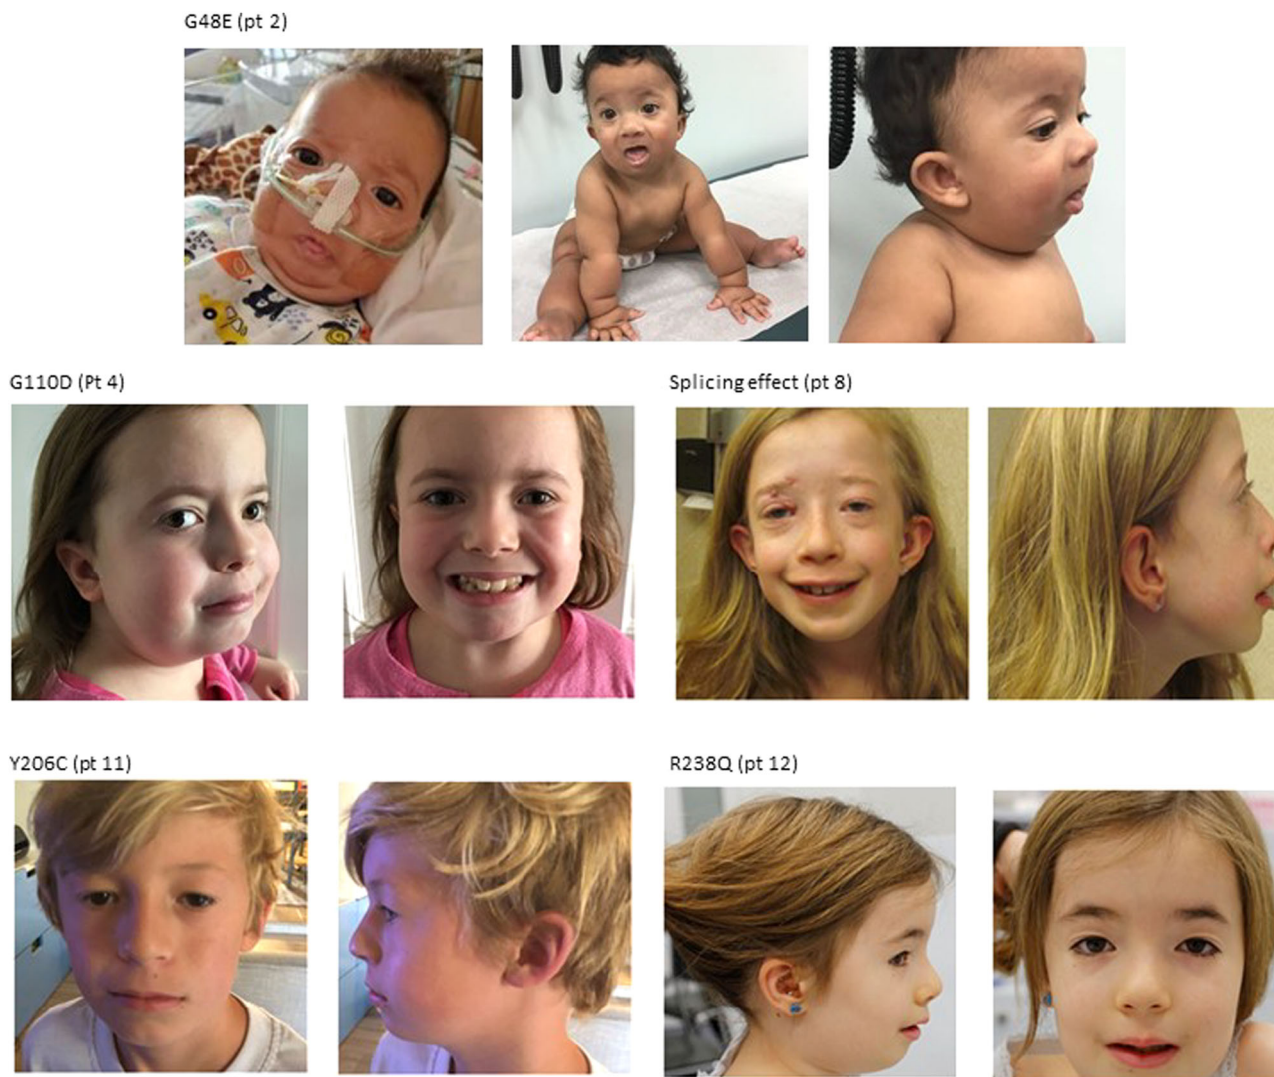 G48E (pt 2)
G110D (Pt 4)
Splicing effect (pt 8)
Y206C (pt 11)
R238Q (pt 12)